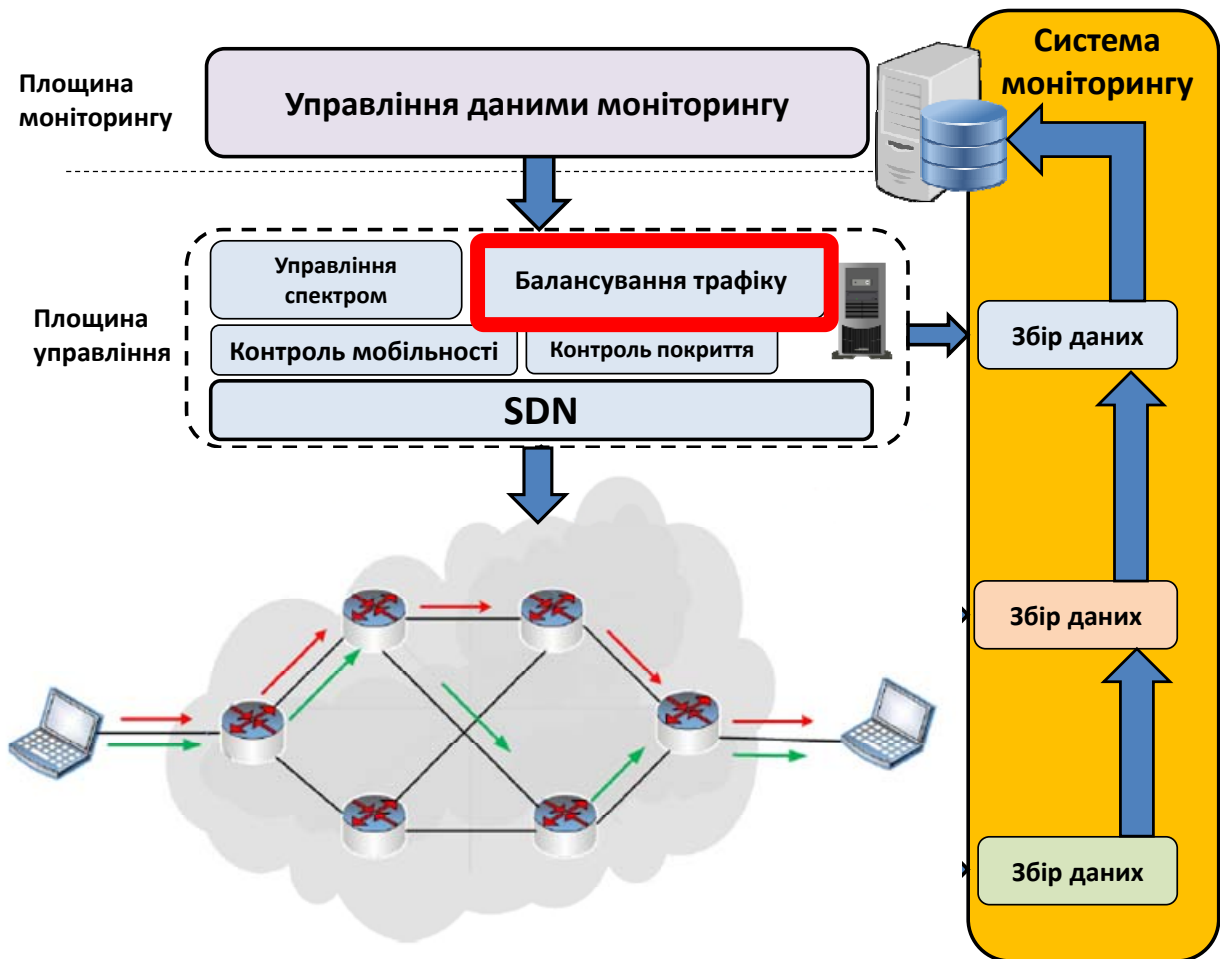 Система
моніторингу
Площина
моніторингу
Управління даними моніторингу
Управління
спектром
Балансування трафіку
Площина
управління
Контроль мобільності
Контроль покриття
Збір даних
SDN
Збір даних
Збір даних